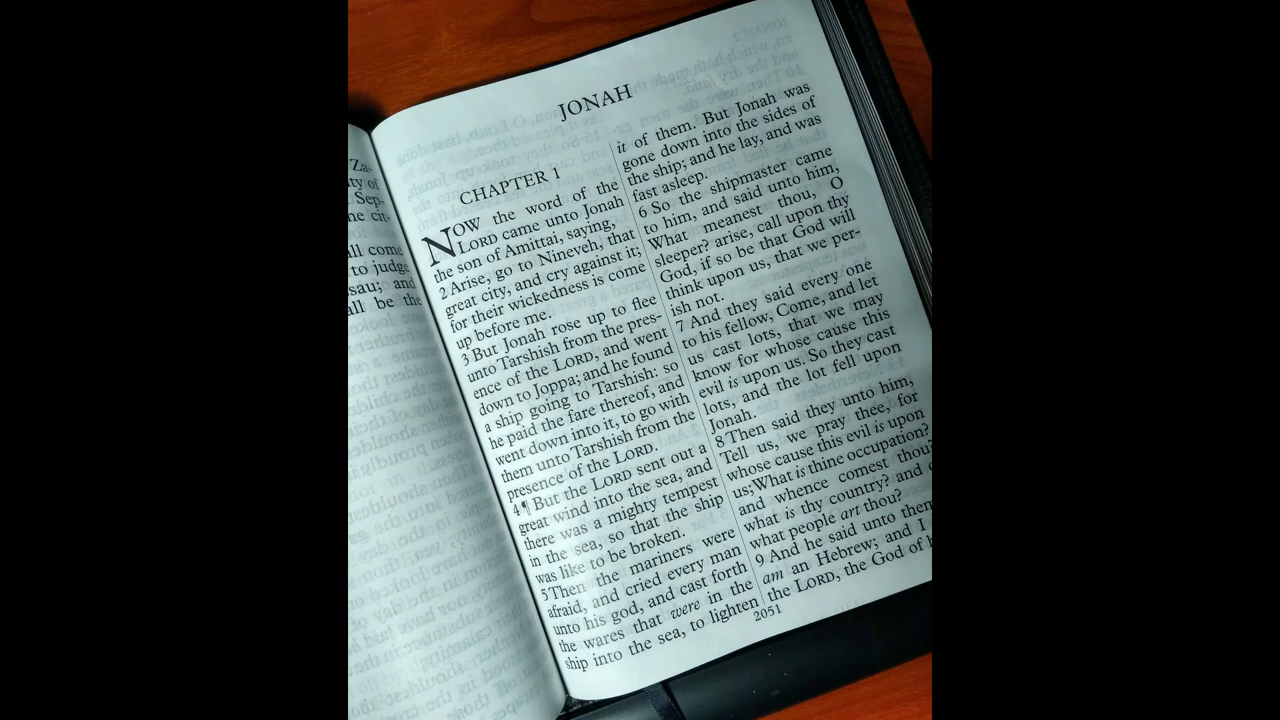 Za-
ty of
Sep-
ne cit-
all come
to judge
sau; and
all be the
JONAH
CHAPTER 1
NOW the word of the
LORD came unto Jonah
the son of Amittai, saying,
2 Arise, go to Nineveh, that
great city, and cry against it;
for their wickedness is come
up before me.
3 But Jonah rose up to flee
unto Tarshish from the pres-
ence of the LORD, and went
down to Joppa; and he found
a ship going to Tarshish: so
he paid the fare thereof, and
went down into it, to go with
them unto Tarshish from the
presence of the LORD.
4 ¶ But the LORD sent out a
great wind into the sea, and
there was a mighty tempest
in the sea, so that the ship
was like to be broken.
5 Then the mariners were
afraid, and cried every man
unto his god, and cast forth
the wares that were in the
ship into the sea, to lighten
it of them. But Jonah was
gone down into the sides of
the ship; and he lay, and was
fast asleep.
6 So the shipmaster came
to him, and said unto him,
What meanest thou, O
sleeper? arise, call upon thy
God, if so be that God will
think upon us, that we per-
ish not.
7 And they said every one
to his fellow, Come, and let
us cast lots, that we may
know for whose cause this
evil is upon us. So they cast
lots, and the lot fell upon
Jonah.
8 Then said they unto him,
Tell us, we pray thee, for
whose cause this evil is upon
us; What is thine occupation?
and whence comest thou?
what is thy country? and
what people art thou?
9 And he said unto them
am an Hebrew; and I
the LORD, the God of
2051